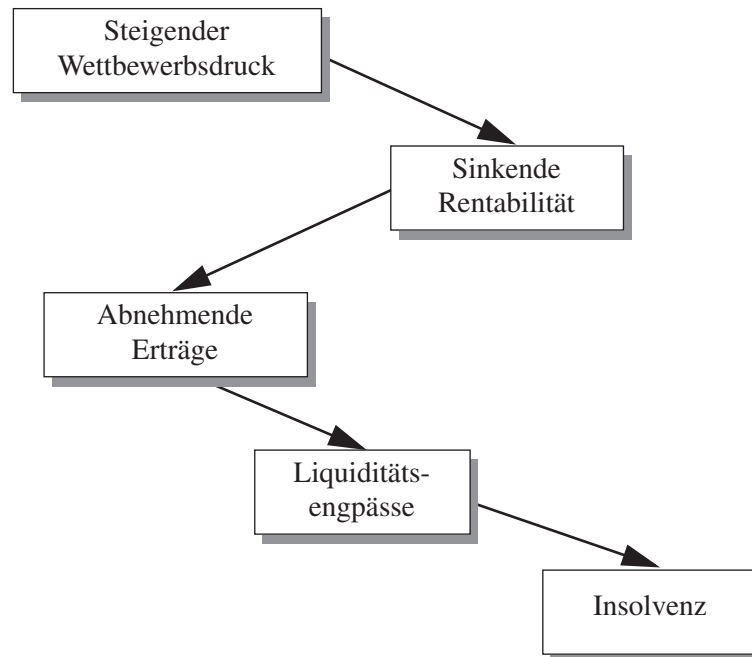 Steigender
Wettbewerbsdruck
Sinkende
Rentabilität
Abnehmende
Erträge
Liquiditäts-
engpässe
Insolvenz